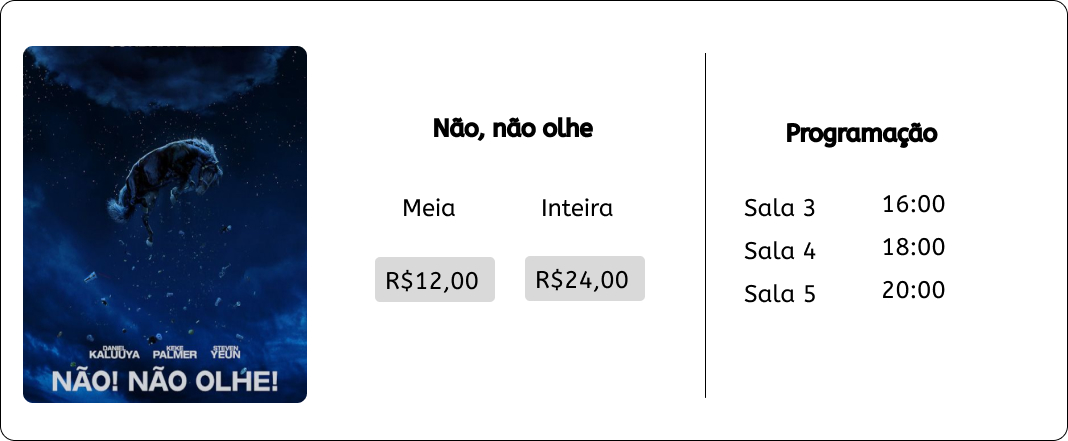 DANIEL KALUUYA KEKE PALMER STEVEN YEUN
NÃO! NÃO OLHE!
Não, não olhe
Meia Inteira
R$12,00 R$24,00
Programação
Sala 3 16:00
Sala 4 18:00
Sala 5 20:00